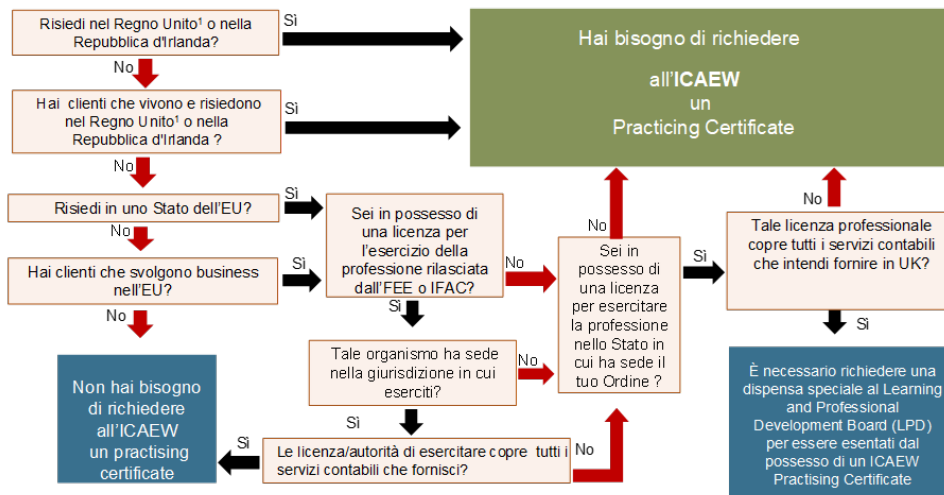 Risiedi nel Regno Unito¹ o nella
Repubblica d'Irlanda?
Sì
Hai bisogno di richiedere
all'ICAEW
un
Practicing Certificate
No
Hai clienti che vivono e risiedono
nel Regno Unito¹ o nella
Repubblica d'Irlanda ?
Sì
No
Risiedi in uno Stato dell'EU?
Sì
No
Hai clienti che svolgono business
nell'EU?
Sì
No
Sei in possesso di
una licenza per
l'esercizio della
professione rilasciata
dall'FEE o IFAC?
No
Sì
Sei in
possesso di
una licenza
per esercitare
la professione
nello Stato in
cui ha sede il
tuo Ordine ?
No
Sì
Tale licenza professionale
copre tutti i servizi contabili
che intendi fornire in UK?
No
Sì
Tale organismo ha sede
nella giurisdizione in cui
eserciti?
No
Sì
Le licenza/autorità di esercitare copre tutti i
servizi contabili che fornisci?
No
Sì
Non hai bisogno
di richiedere
all'ICAEW
un practising
certificate
È necessario richiedere una
dispensa speciale al Learning
and Professional
Development Board (LPD)
per essere esentati dal
possesso di un ICAEW
Practising Certificate